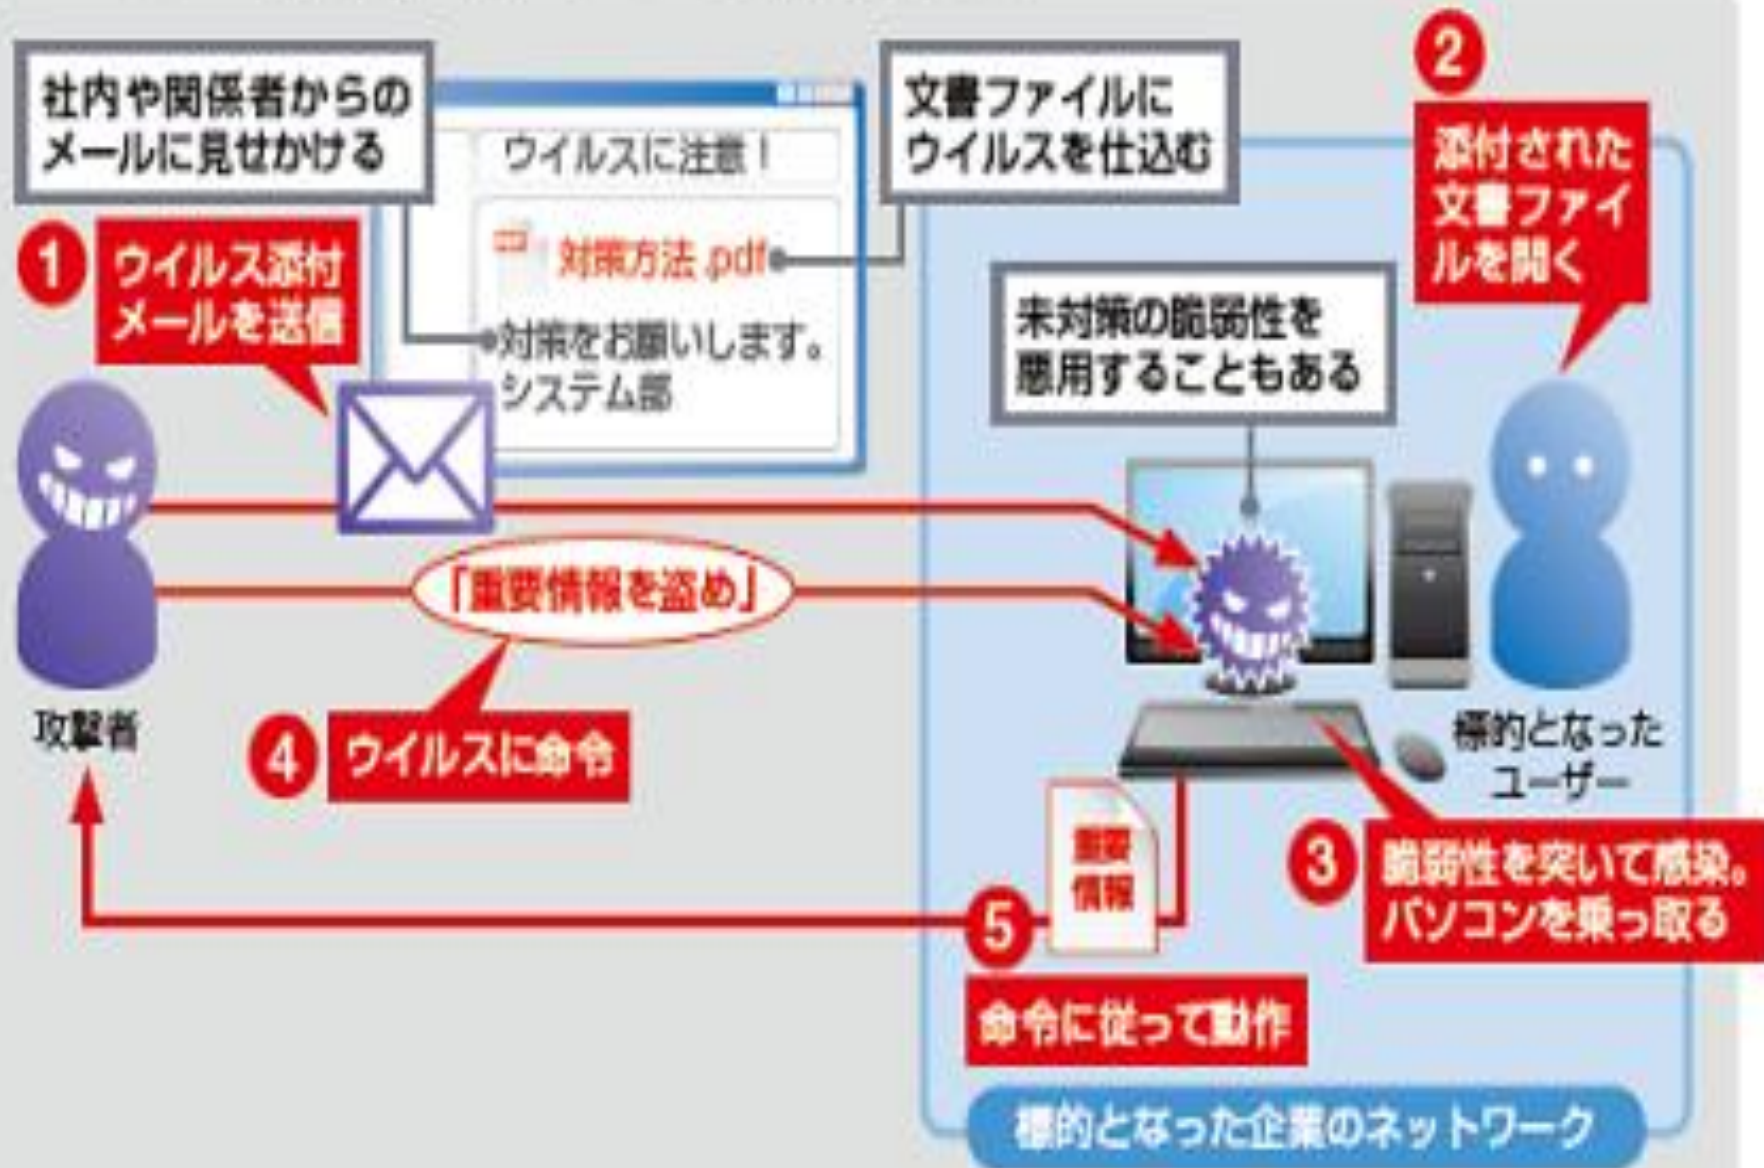 社内や関係者からの
メールに見せかける
ウイルスに注意!
対策方法.pdf
対策をお願いします。
システム部
文書ファイルに
ウイルスを仕込む
1
ウイルス添付
メールを送信
2
添付された
文書ファイ
ルを開く
未対策の脆弱性を
悪用することもある
「重要情報を盗め」
攻撃者
4
ウイルスに命令
標的となった
ユーザー
3
脆弱性を突いて感染。
パソコンを乗っ取る
重要
情報
5
命令に従って動作
標的となった企業のネットワーク